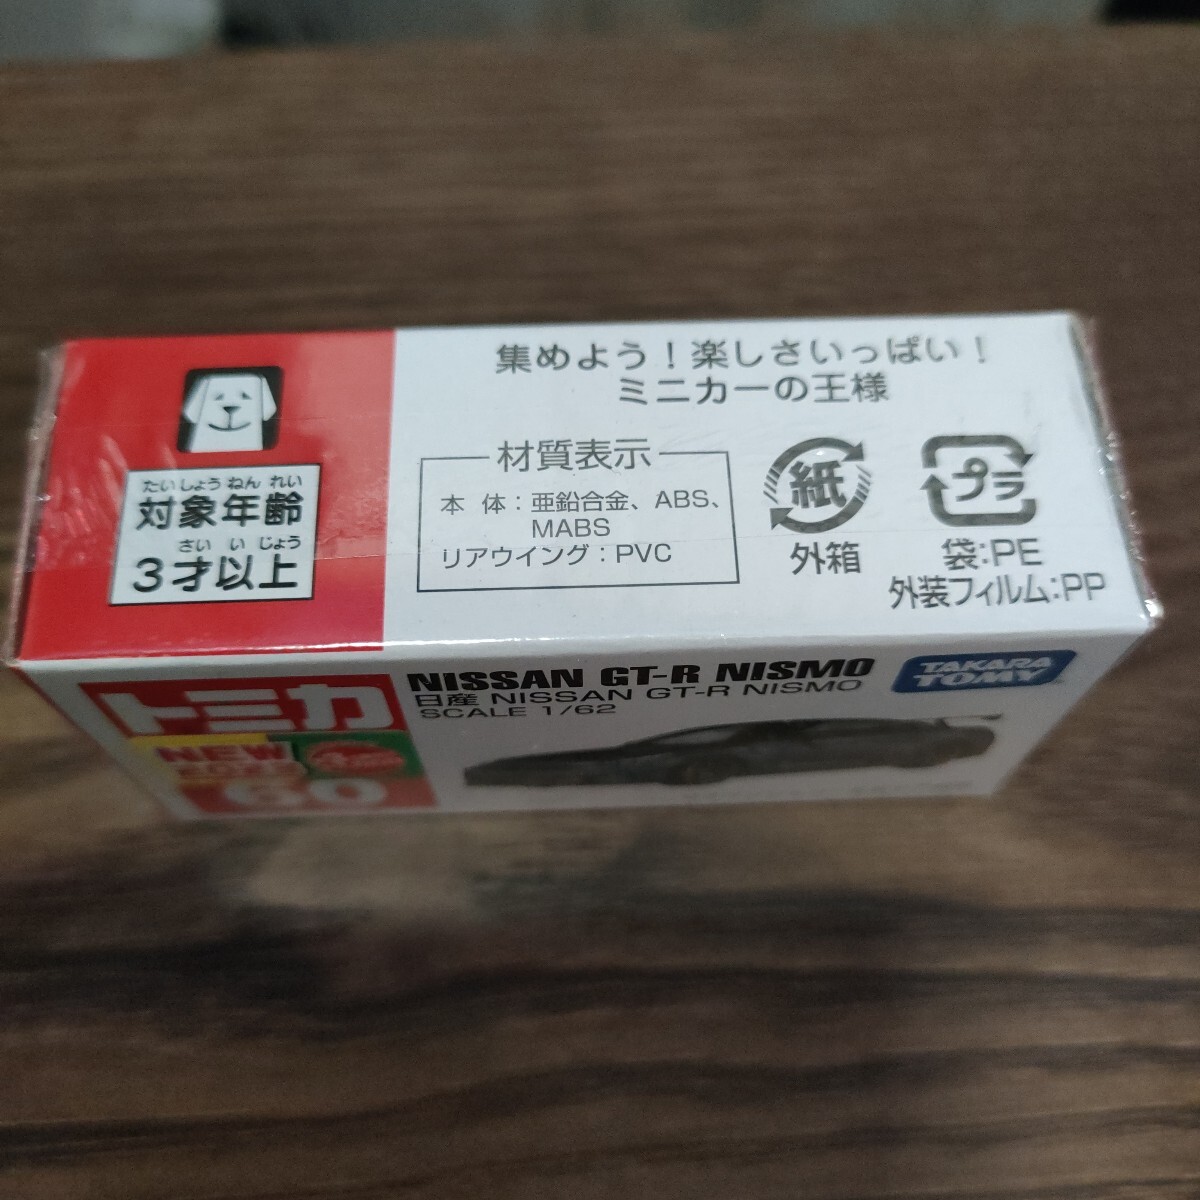 集めよう！楽しさいっぱい！
ミニカーの王様
たいしょうねんれい
対象年齢
さいいじょう
3才以上
材質表示
本 体：亜鉛合金、ABS、
MABS
リアウイング：PVC
紙
外箱
プラ
袋:PE
外装フィルム:PP
トミカ
NEW
60
NISSAN GT-R NISMO
日産 NISSAN GT-R NISMO
SCALE 1/62
TAKARA
TOMY